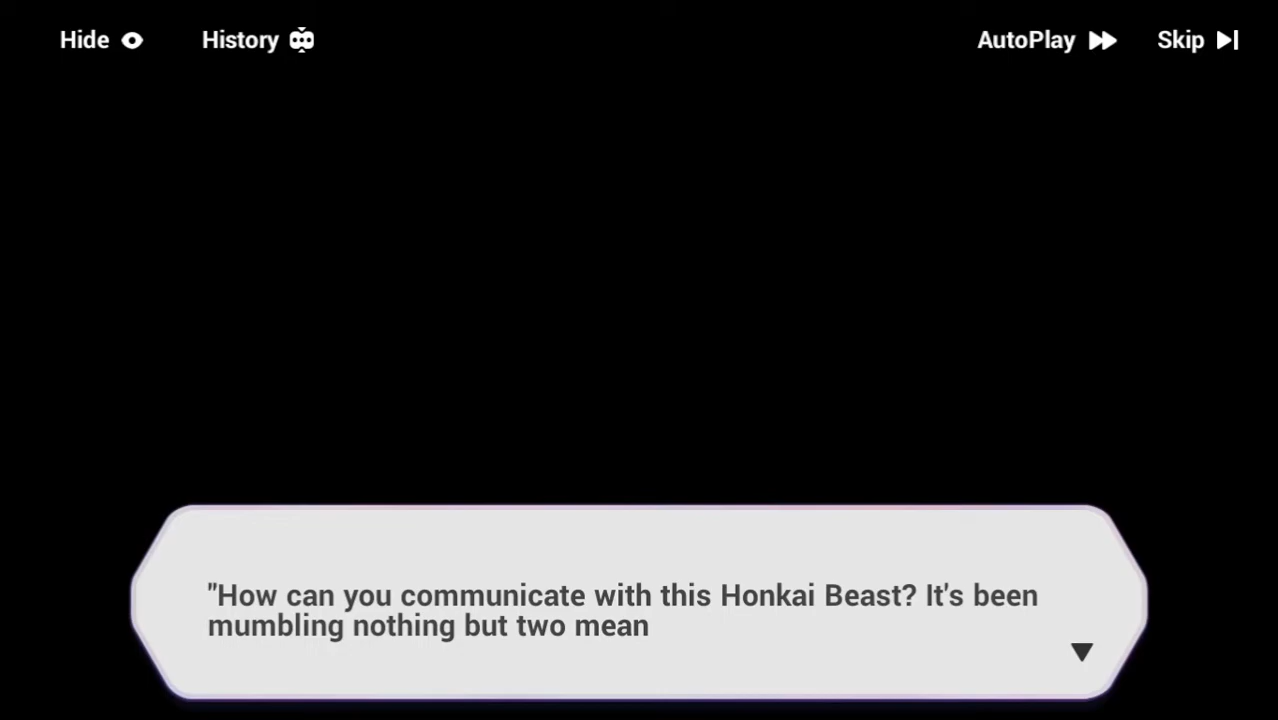 Hide
History
AutoPlay
Skip
"How can you communicate with this Honkai Beast? It's been
mumbling nothing but two mean